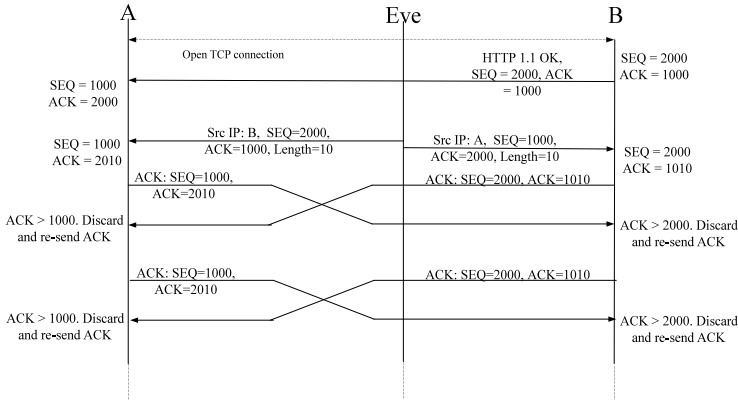 A
Eve
B
Open TCP connection
HTTP 1.1 OK,
SEQ = 2000, ACK
= 1000
SEQ = 2000
ACK = 1000
SEQ = 1000
ACK = 2000
Src IP: B,  SEQ=2000,
ACK=1000, Length=10
Src IP: A,  SEQ=1000,
ACK=2000, Length=10
SEQ = 1000
ACK = 2010
SEQ = 2000
ACK = 1010
ACK: SEQ=1000,
ACK=2010
ACK: SEQ=2000, ACK=1010
ACK > 1000. Discard
and re-send ACK
ACK > 2000. Discard
and re-send ACK
ACK: SEQ=1000,
ACK=2010
ACK: SEQ=2000, ACK=1010
ACK > 1000. Discard
and re-send ACK
ACK > 2000. Discard
and re-send ACK